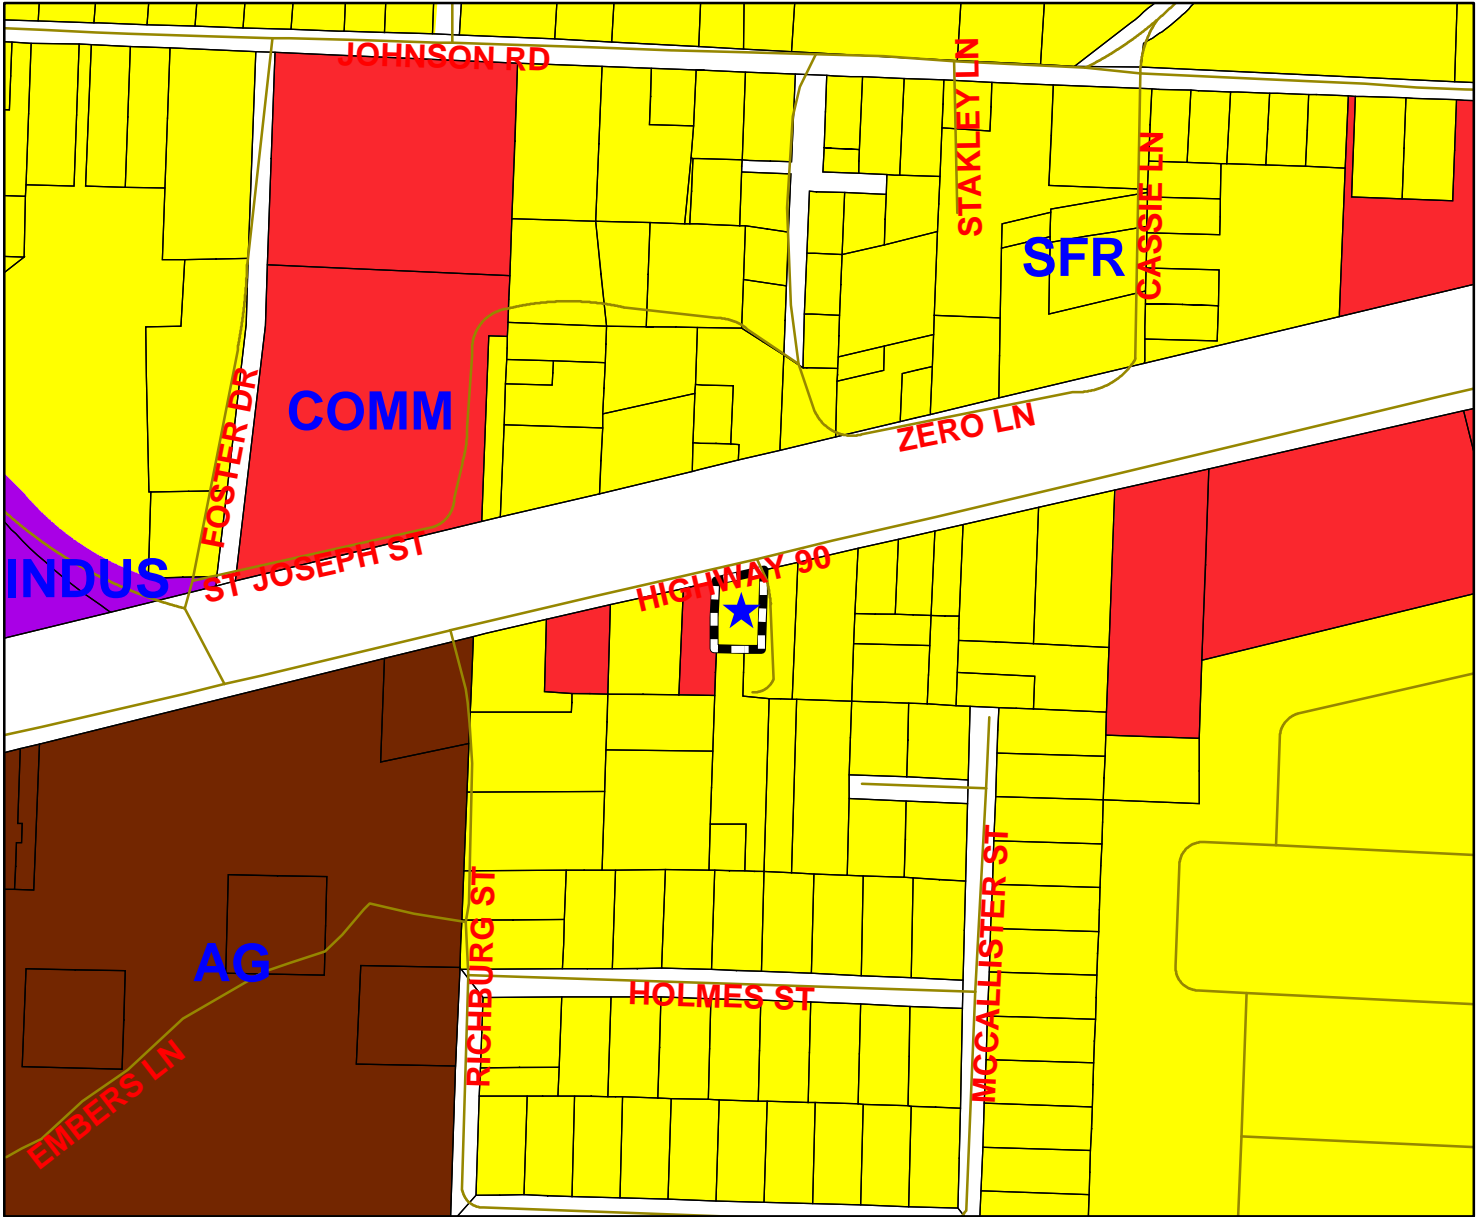 JOHNSON RD
STAKLEY LN
CASSIE LN
SFR
FOSTER DR
COMM
ZERO LN
ST JOSEPH ST
HIGHWAY 90
INDUS
RICHBURG ST
MCCALLISTER ST
AG
HOLMES ST
EMBERS LN